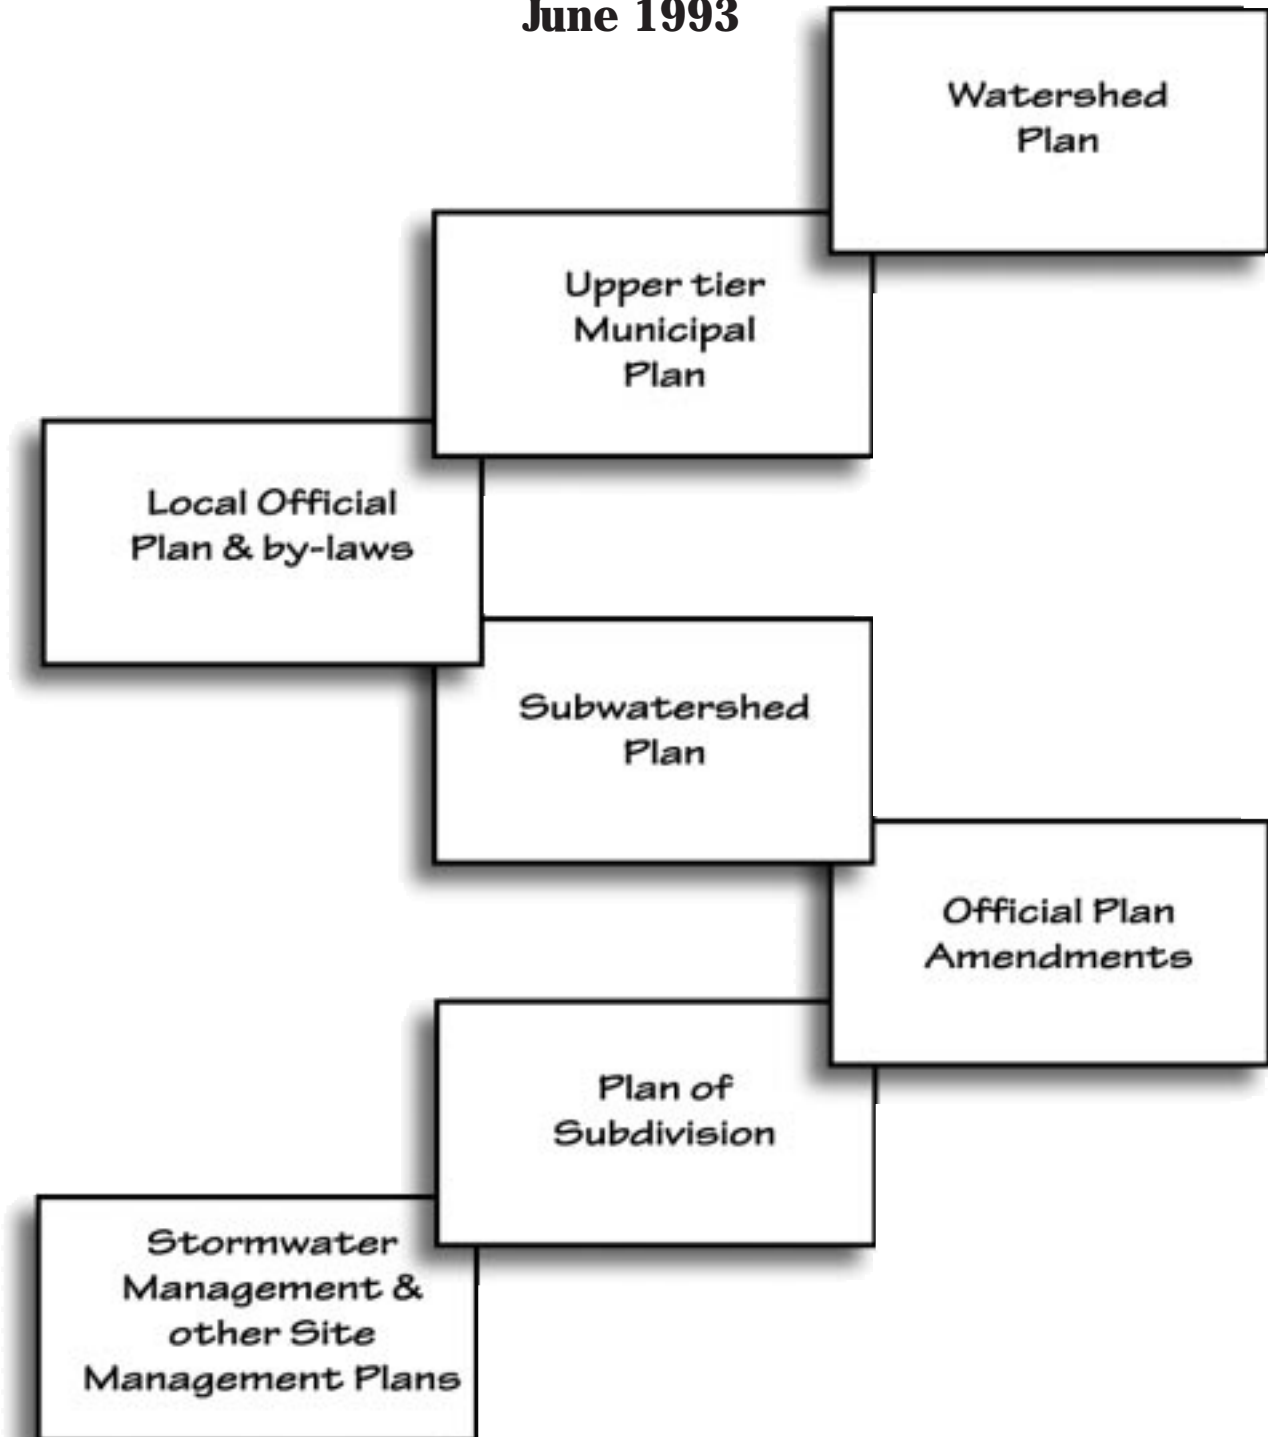 June 1993
Watershed
Plan
Upper tier
Municipal
Plan
Local Official
Plan & by-laws
Subwatershed
Plan
Official Plan
Amendments
Plan of
Subdivision
Stormwater
Management &
other Site
Management Plans